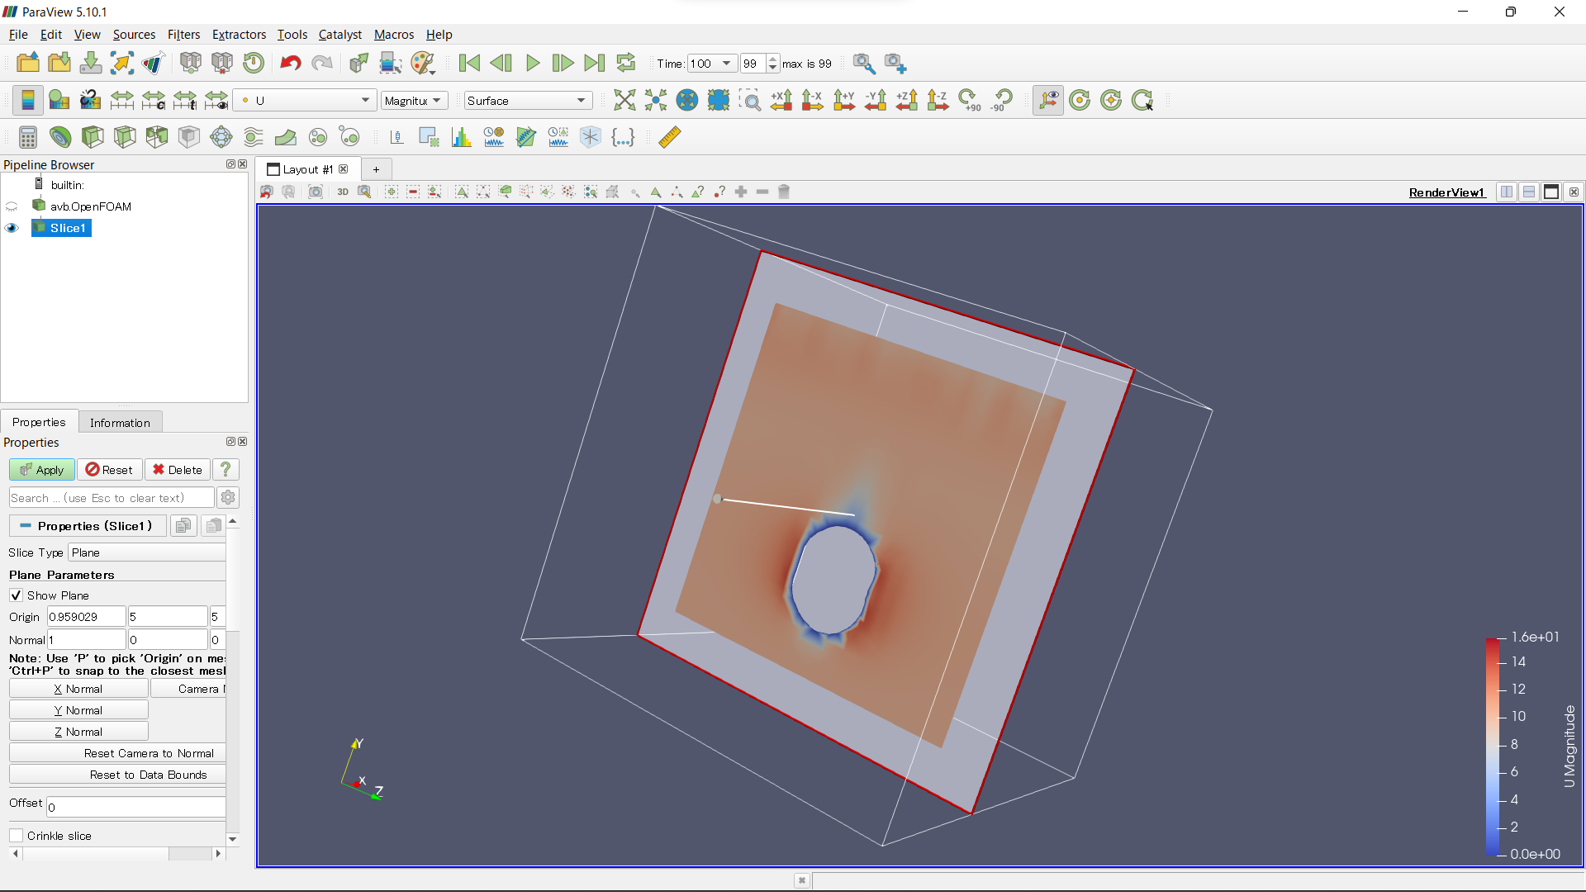 ParaView 5.10.1
File Edit View Sources Filters Extractors Tools Catalyst Macros Help
Time: 100 99 max is 99
U Magnitu Surface +X -X +Y -Y +Z -Z +90 -90
Pipeline Browser
Layout #1 +
builtin:
3D
RenderView1
avb.OpenFOAM
Slice1
Properties Information
Properties
Apply Reset Delete ?
Search ... (use Esc to clear text)
Properties (Slice1)
Slice Type Plane
Plane Parameters
Show Plane
Origin 0.959029 5 5
Normal 1 0 0
Note: Use 'P' to pick 'Origin' on mes
'Ctrl+P' to snap to the closest mesl
X Normal Camera N
Y Normal
Z Normal
Reset Camera to Normal
Reset to Data Bounds
Offset 0
Crinkle slice
Y
X
Z
1.6e+01
14
12
10
8
6
4
2
0.0e+00
U Magnitude